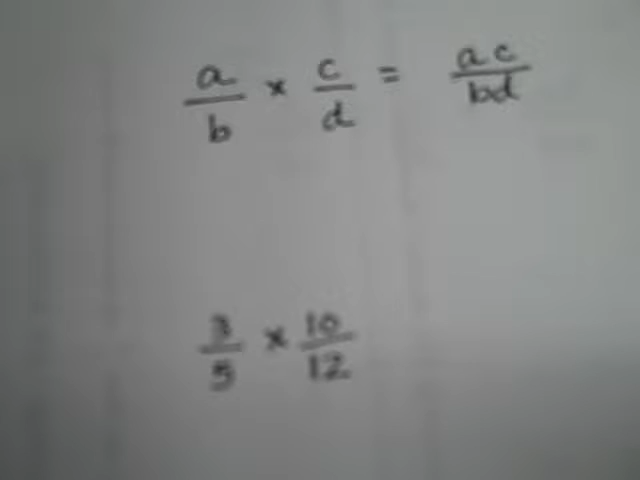 a/b × c/d = ac/bd
3/5 × 10/12